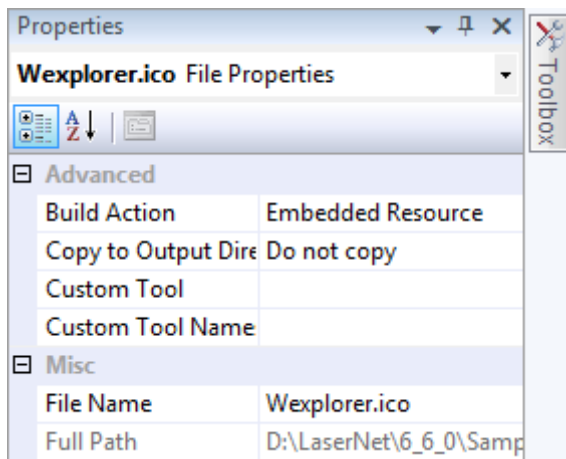 Properties
Wexplorer.ico File Properties
Toolbox
Advanced
Build Action Embedded Resource
Copy to Output Dire Do not copy
Custom Tool
Custom Tool Name
Misc
File Name Wexplorer.ico
Full Path D:\LaserNet\6_6_0\Samp